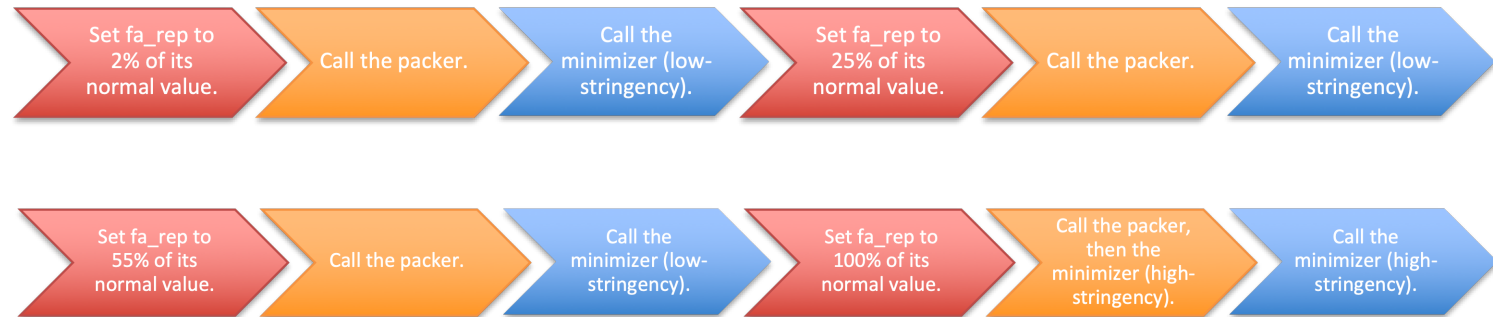 Set fa_rep to
2% of its
normal value.
Call the packer.
Call the
minimizer (low-
stringency).
Set fa_rep to
25% of its
normal value.
Call the packer.
Call the
minimizer (low-
stringency).
Set fa_rep to
55% of its
normal value.
Call the packer.
Call the
minimizer (low-
stringency).
Set fa_rep to
100% of its
normal value.
Call the packer,
then the
minimizer (high-
stringency).
Call the
minimizer (high-
stringency).